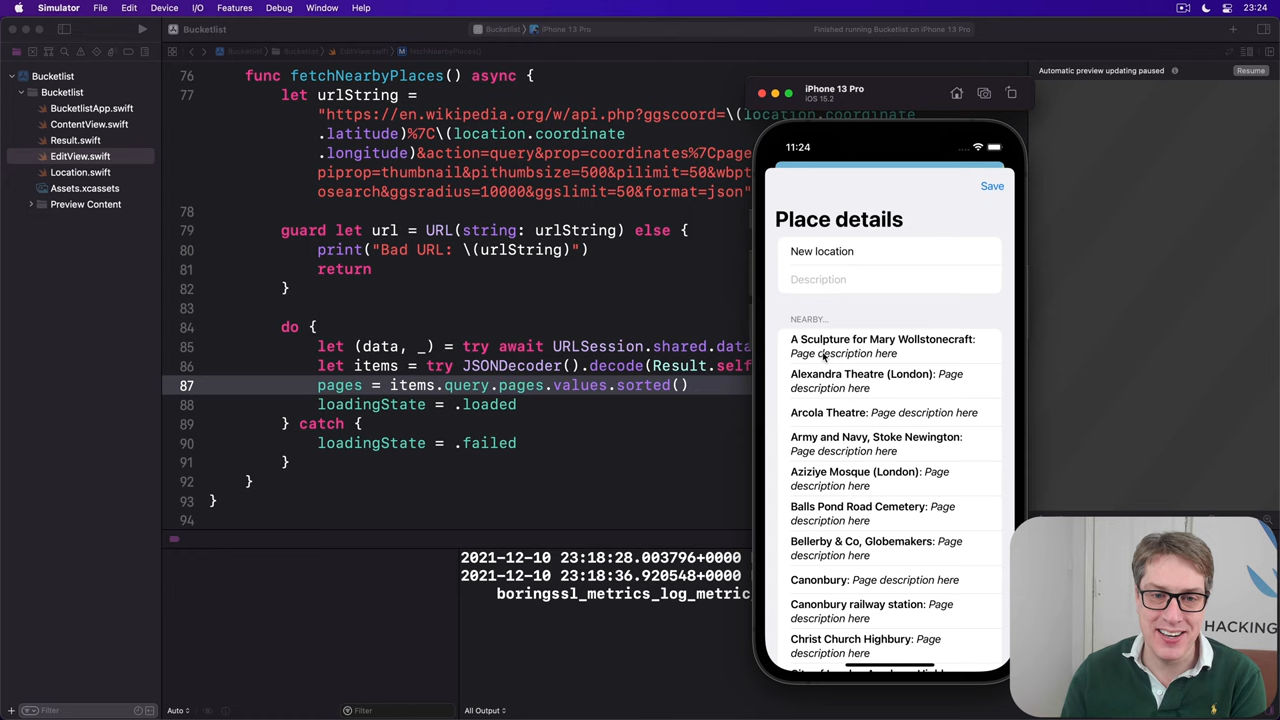 Simulator File Edit Device I/O Features Debug Window Help 23:24
Bucketlist
Bucketlist iPhone 13 Pro
Finished running Bucketlist on iPhone 13 Pro
Bucketlist Bucketlist EditView.swift fetchNearbyPlaces()
Bucketlist
Bucketlist
BucketlistApp.swift
ContentView.swift
Result.swift
EditView.swift
Location.swift
Assets.xcassets
Preview Content
76 func fetchNearbyPlaces() async {
77 let urlString =
"https://en.wikipedia.org/w/api.php?ggscoord=\(location.coordinate
.latitude)%7C\(location.coordinate
.longitude)&action=query&prop=coordinates%7Cpage
piprop=thumbnail&pithumbsize=500&pilimit=50&wbpt
osearch&ggsradius=10000&ggslimit=50&format=json"
78
79 guard let url = URL(string: urlString) else {
80 print("Bad URL: \(urlString)")
81 return
82 }
83
84 do {
85 let (data, _) = try await URLSession.shared.data
86 let items = try JSONDecoder().decode(Result.self
87 pages = items.query.pages.values.sorted()
88 loadingState = .loaded
89 } catch {
90 loadingState = .failed
91 }
92 }
93 }
94
2021-12-10 23:18:28.003796+0000
2021-12-10 23:18:36.920548+0000
boringssl_metrics_log_metric_
Filter
Auto
Filter
All Output
Automatic preview updating paused
Resume
iPhone 13 Pro
iOS 15.2
11:24
Save
Place details
New location
Description
NEARBY...
A Sculpture for Mary Wollstonecraft:
Page description here
Alexandra Theatre (London): Page
description here
Arcola Theatre: Page description here
Army and Navy, Stoke Newington:
Page description here
Aziziye Mosque (London): Page
description here
Balls Pond Road Cemetery: Page
description here
Bellerby & Co, Globemakers: Page
description here
Canonbury: Page description here
Canonbury railway station: Page
description here
Christ Church Highbury: Page
description here
HACKING